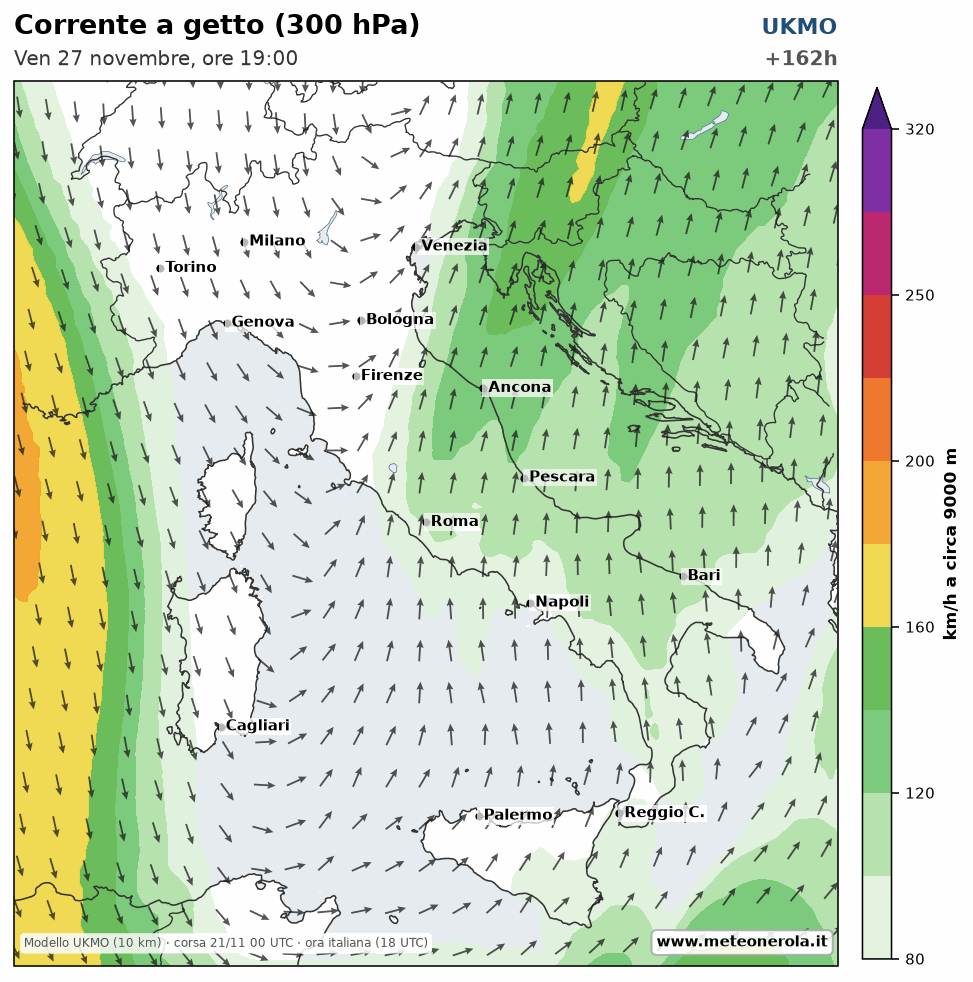 Corrente a getto (300 hPa)
UKMO
Ven 27 novembre, ore 19:00
+162h
320
250
200
160
120
80
km/h a circa 9000 m
Milano
Venezia
Torino
Genova
Bologna
Firenze
Ancona
Pescara
Roma
Bari
Napoli
Cagliari
Palermo
Reggio C.
Modello UKMO (10 km) · corsa 21/11 00 UTC · ora italiana (18 UTC)
www.meteonerola.it